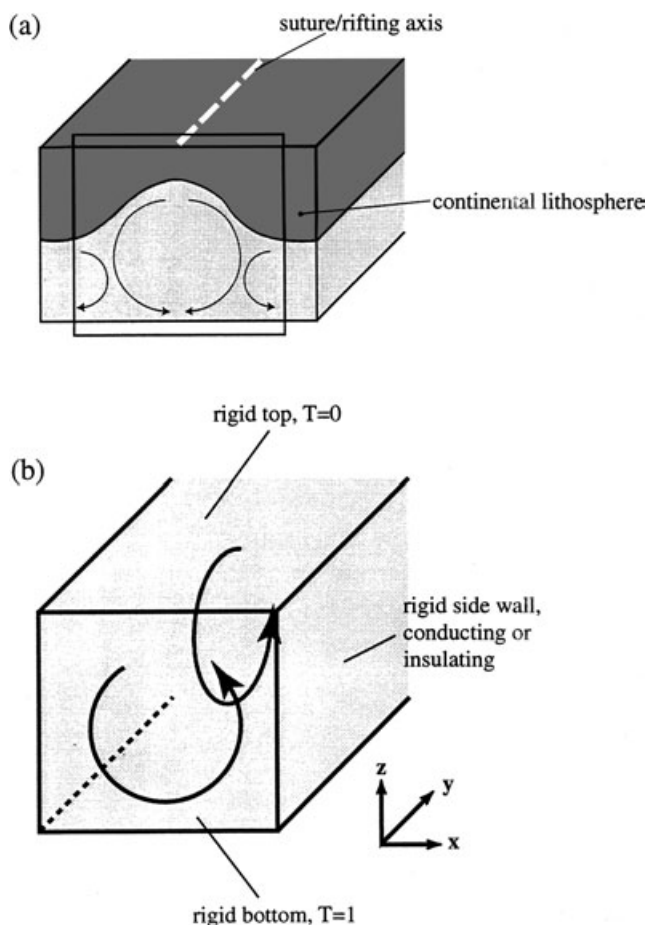 (a)
suture/rifting axis
continental lithosphere
rigid top, T=0
(b)
rigid side wall,
conducting or
insulating
z
y
x
rigid bottom, T=1